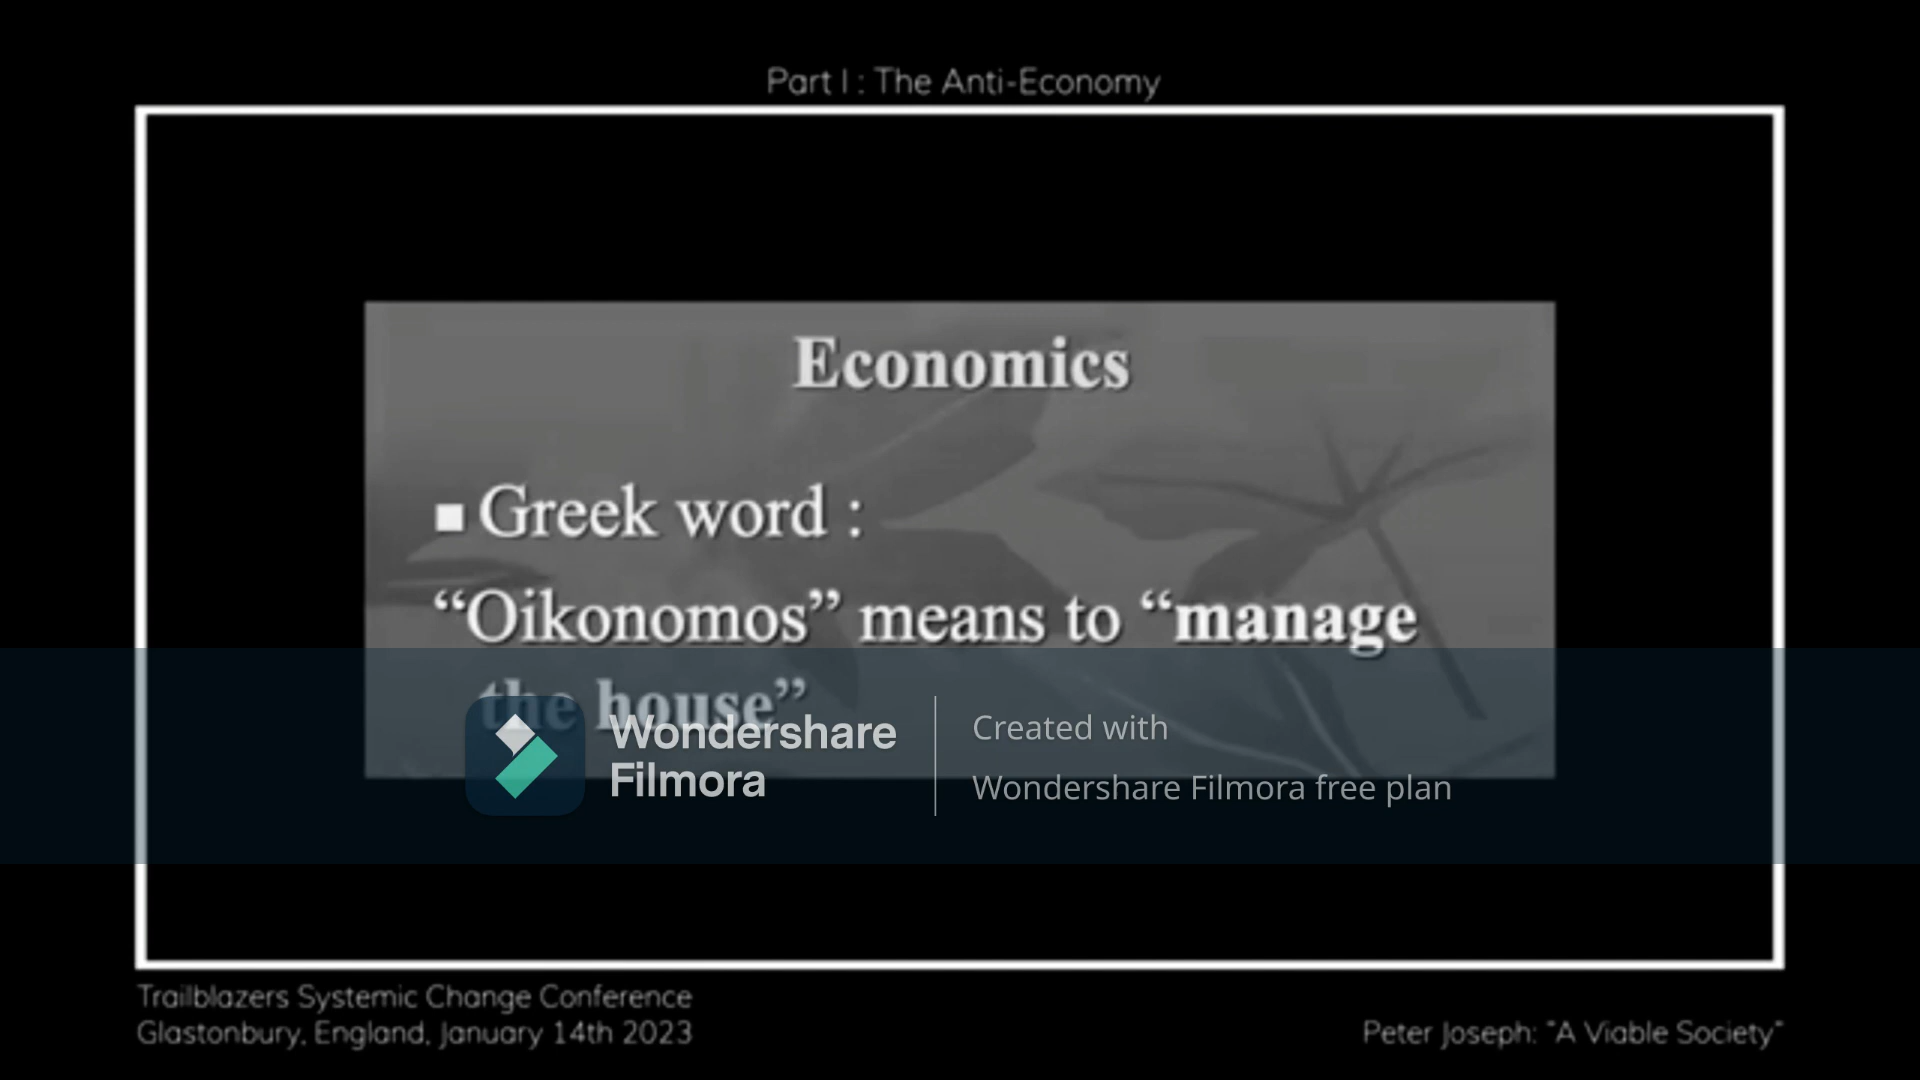 Part I : The Anti-Economy
Economics
▪ Greek word :
“Oikonomos” means to “manage
the house”
Wondershare
Filmora
Created with
Wondershare Filmora free plan
Trailblazers Systemic Change Conference
Glastonbury, England, January 14th 2023
Peter Joseph: "A Viable Society"